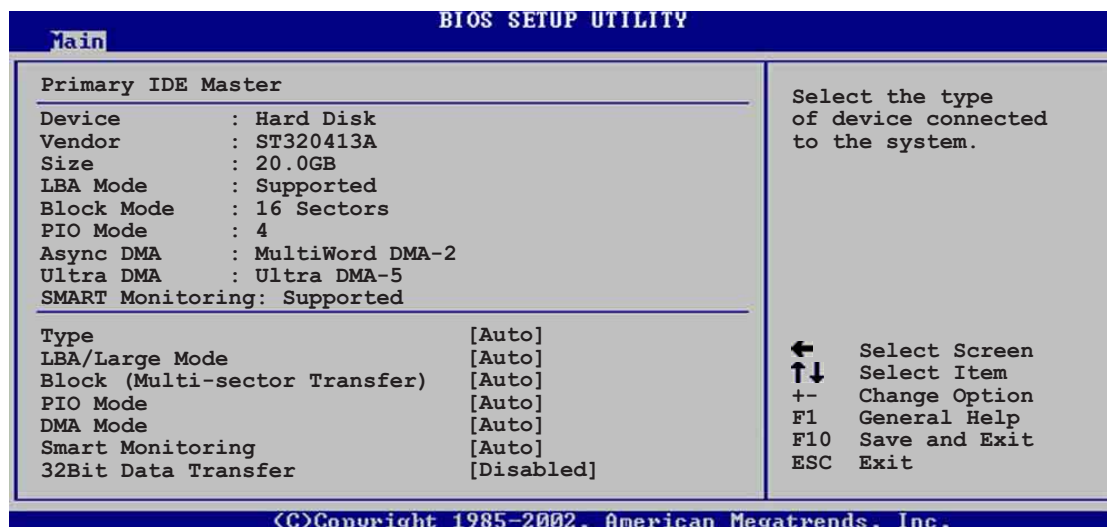 BIOS SETUP UTILITY
Main
Primary IDE Master
Device : Hard Disk
Vendor : ST320413A
Size : 20.0GB
LBA Mode : Supported
Block Mode : 16 Sectors
PIO Mode : 4
Async DMA : MultiWord DMA-2
Ultra DMA : Ultra DMA-5
SMART Monitoring: Supported
Type [Auto]
LBA/Large Mode [Auto]
Block (Multi-sector Transfer) [Auto]
PIO Mode [Auto]
DMA Mode [Auto]
Smart Monitoring [Auto]
32Bit Data Transfer [Disabled]
Select the type
of device connected
to the system.
← Select Screen
↑↓ Select Item
+- Change Option
F1 General Help
F10 Save and Exit
ESC Exit
(C)Copyright 1985-2002, American Megatrends, Inc.